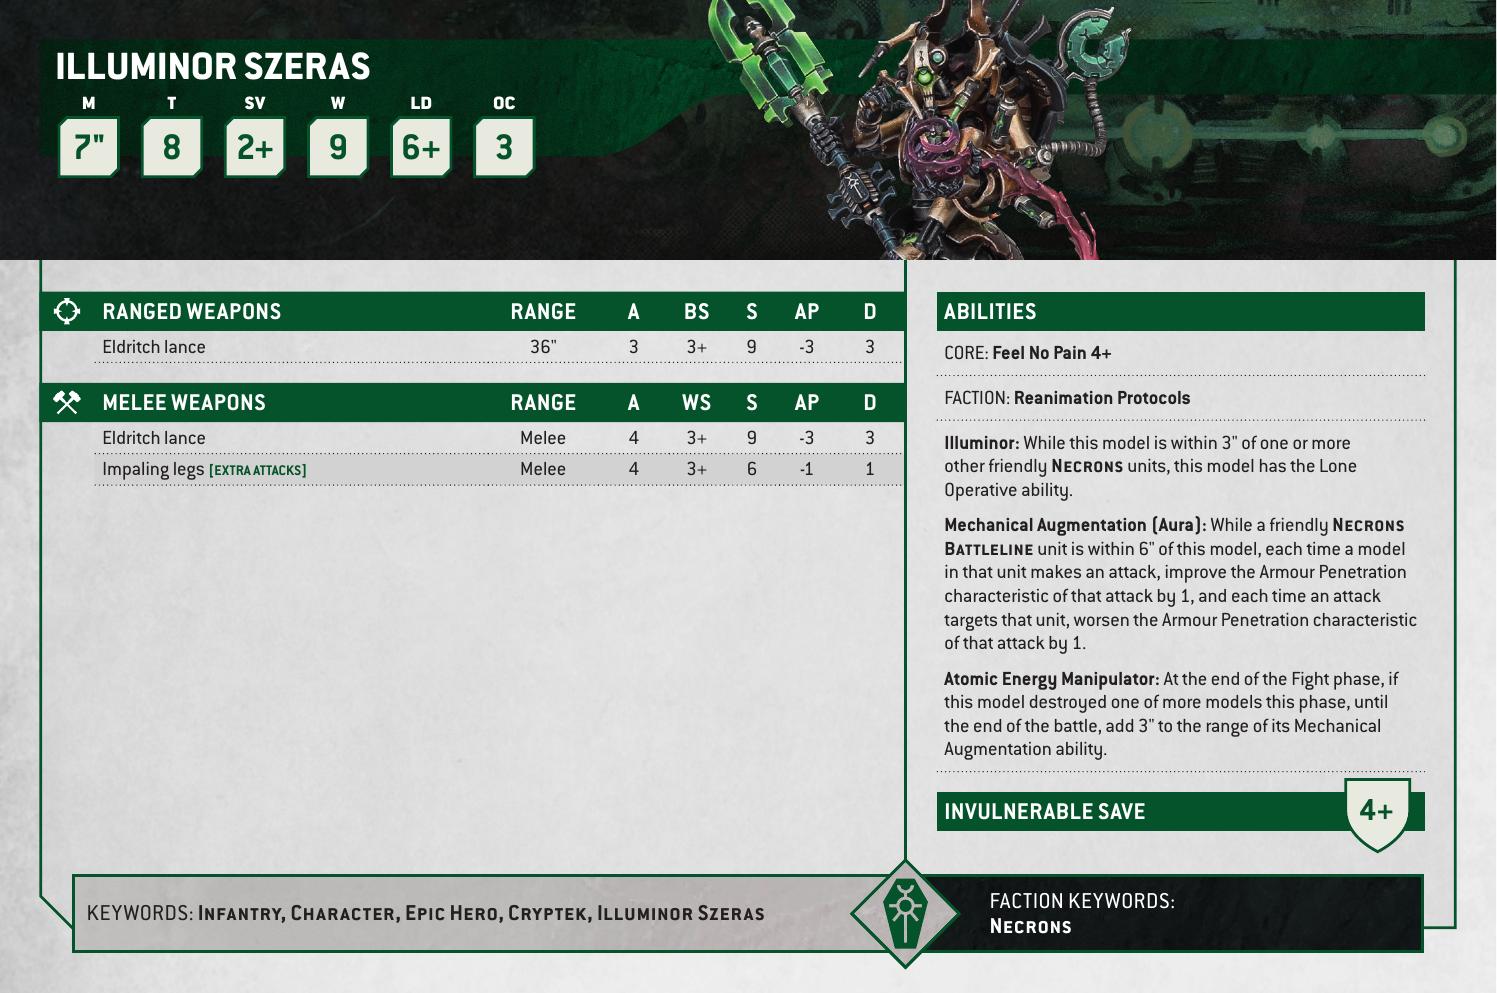 ILLUMINOR SZERAS
M T SV W LD OC
7" 8 2+ 9 6+ 3
RANGED WEAPONS RANGE A BS S AP D
Eldritch lance 36" 3 3+ 9 -3 3
MELEE WEAPONS RANGE A WS S AP D
Eldritch lance Melee 4 3+ 9 -3 3
Impaling legs [EXTRA ATTACKS] Melee 4 3+ 6 -1 1
ABILITIES
CORE: Feel No Pain 4+
FACTION: Reanimation Protocols
Illuminor: While this model is within 3" of one or more
other friendly NECRONS units, this model has the Lone
Operative ability.
Mechanical Augmentation (Aura): While a friendly NECRONS
BATTLELINE unit is within 6" of this model, each time a model
in that unit makes an attack, improve the Armour Penetration
characteristic of that attack by 1, and each time an attack
targets that unit, worsen the Armour Penetration characteristic
of that attack by 1.
Atomic Energy Manipulator: At the end of the Fight phase, if
this model destroyed one of more models this phase, until
the end of the battle, add 3" to the range of its Mechanical
Augmentation ability.
INVULNERABLE SAVE 4+
KEYWORDS: INFANTRY, CHARACTER, EPIC HERO, CRYPTEK, ILLUMINOR SZERAS
FACTION KEYWORDS:
NECRONS